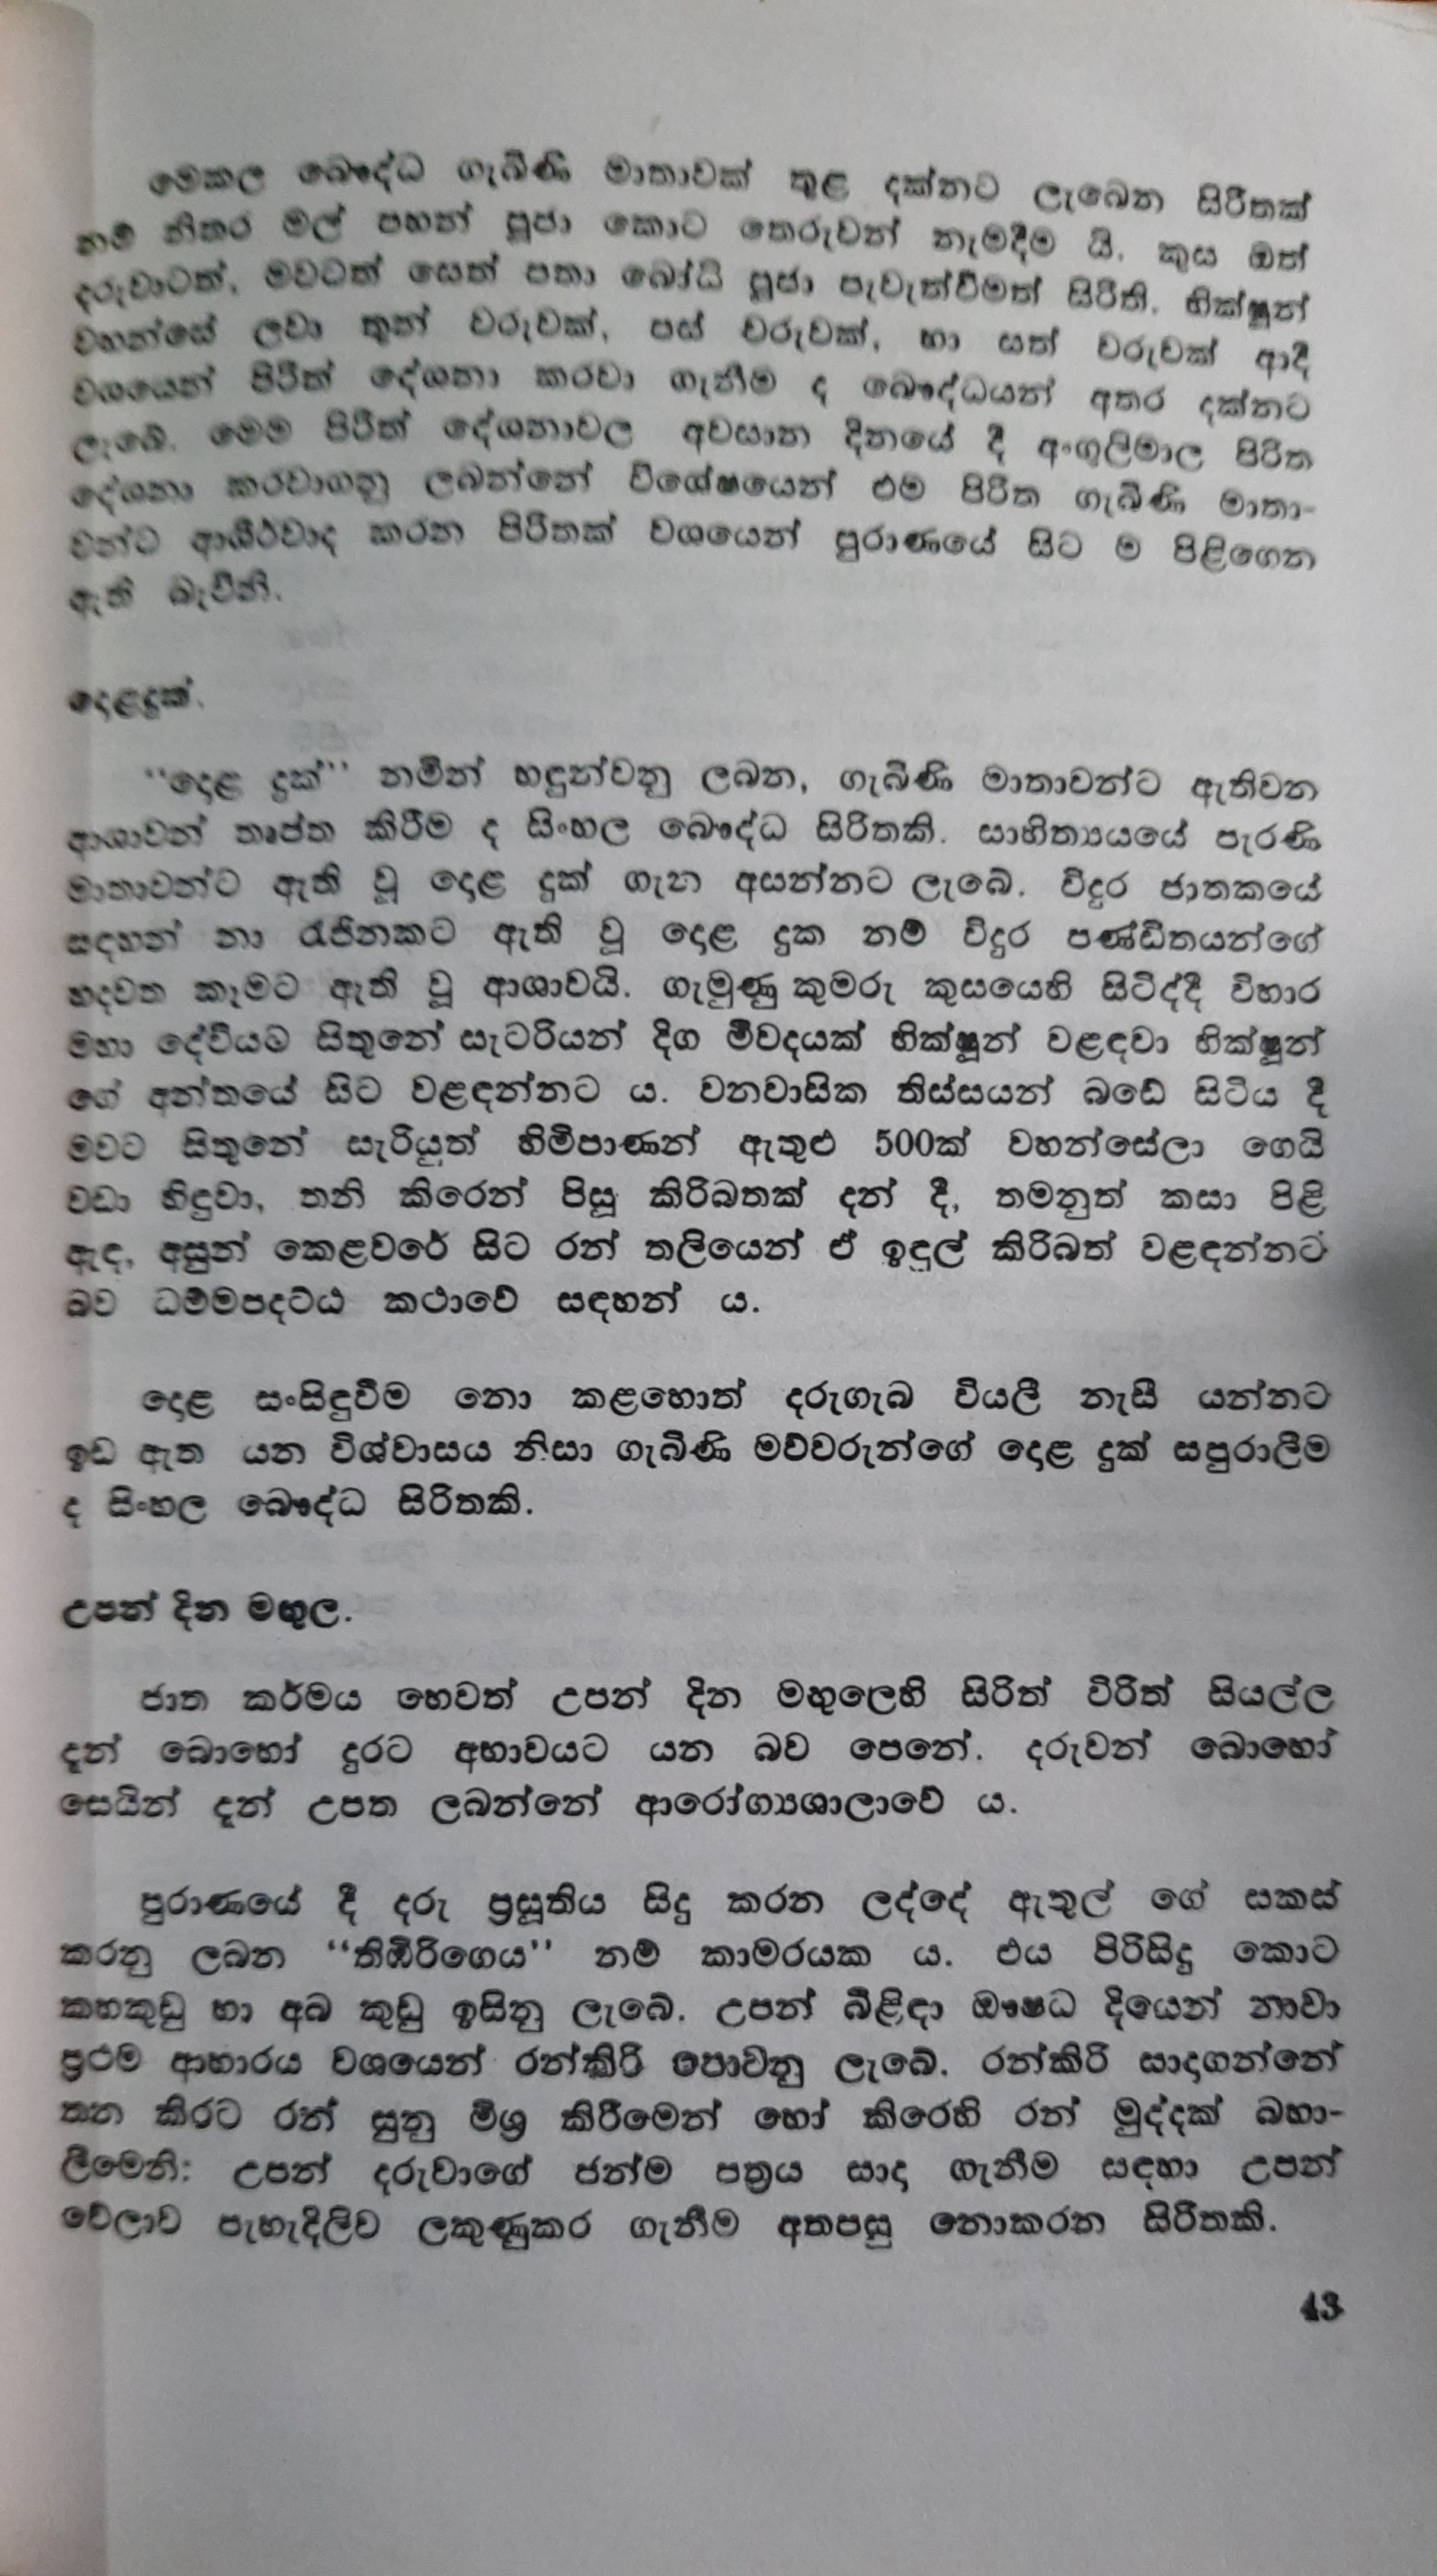 මෙකල බෞද්ධ ගැබිණි මාතාවක් තුළ දක්නට ලැබෙන සිරිතක්
නම් නිතර මල් පහන් පූජා කොට තෙරුවන් නැමදීම යි. කුය ඔත්
දරුවාටත්, මවටත් සෙත් පතා බෝධි පූජා පැවැත්වීමත් සිරිති. භික්ෂූන්
වහන්සේ ලවා තුන් වරුවක්, පස් වරුවක්, හා සත් වරුවක් ආදී
වශයෙන් පිරිත් දේශනා කරවා ගැනීම ද බෞද්ධයන් අතර දක්නට
ලැබේ. මෙම පිරිත් දේශනාවල අවසාන දිනයේ දී අංගුලිමාල පිරිත
දේශනා කරවාගනු ලබන්නේ විශේෂයෙන් එම පිරිත ගැබිණි මාතා-
වන්ට ආශිර්වාද කරන පිරිතක් වශයෙන් පුරාණයේ සිට ම පිළිගෙන
ඇති බැවිනි.
දොළදුක්.
“දොළ දුක්” නමින් හඳුන්වනු ලබන, ගැබිණි මාතාවන්ට ඇතිවන
ආශාවන් තෘප්ත කිරීම ද සිංහල බෞද්ධ සිරිතකි. සාහිත්‍යයයේ පැරණි
මාතාවන්ට ඇති වූ දොළ දුක් ගැන අසන්නට ලැබේ. විදුර ජාතකයේ
සඳහන් නා රැජිනකට ඇති වූ දොළ දුක නම් විදුර පණ්ඩිතයන්ගේ
හදවත කෑමට ඇති වූ ආශාවයි. ගැමුණු කුමරු කුසයෙහි සිටිද්දී විහාර
මහා දේවියම සිතුනේ සැටරියන් දිග මීවදයක් භික්ෂූන් වළඳවා භික්ෂූන්
ගේ අන්තයේ සිට වළඳන්නට ය. වනවාසික තිස්සයන් බඩේ සිටිය දී
මවට සිතුනේ සැරියුත් හිමිපාණන් ඇතුළු 500ක් වහන්සේලා ගෙයි
වඩා හිඳුවා, තනි කිරෙන් පිසූ කිරිබතක් දන් දී, තමනුත් කසා පිළි
ඇඳ, අසුන් කෙළවරේ සිට රන් තලියෙන් ඒ ඉඳුල් කිරිබත් වළඳන්නට
බව ධම්මපදට්ඨ කථාවේ සඳහන් ය.
දොළ සංසිඳුවීම නො කළහොත් දරුගැබ වියලී නැසී යන්නට
ඉඩ ඇත යන විශ්වාසය නිසා ගැබිණි මව්වරුන්ගේ දොළ දුක් සපුරාලීම
ද සිංහල බෞද්ධ සිරිතකි.
උපන් දින මඟුල.
ජාත කර්මය හෙවත් උපන් දින මඟුලෙහි සිරිත් විරිත් සියල්ල
දැන් බොහෝ දුරට අභාවයට යන බව පෙනේ. දරුවන් බොහෝ
සෙයින් දැන් උපත ලබන්නේ ආරෝග්‍යශාලාවේ ය.
පුරාණයේ දී දරු ප්‍රසූතිය සිදු කරන ලද්දේ ඇතුල් ගේ සකස්
කරනු ලබන “තිඹිරිගෙය” නම් කාමරයක ය. එය පිරිසිදු කොට
කහකුඩු හා අබ කුඩු ඉසිනු ලැබේ. උපන් බිළිඳා ඖෂධ දියෙන් නාවා
ප්‍රථම ආහාරය වශයෙන් රන්කිරි පොවනු ලැබේ. රන්කිරි සාදාගන්නේ
තන කිරට රන් සුනු මිශ්‍ර කිරීමෙන් හෝ කිරෙහි රන් මුද්දක් බහා-
ලීමෙනි: උපන් දරුවාගේ ජන්ම පත්‍රය සාදා ගැනීම සඳහා උපන්
වේලාව පැහැදිලිව ලකුණුකර ගැනීම අතපසු නොකරන සිරිතකි.
43